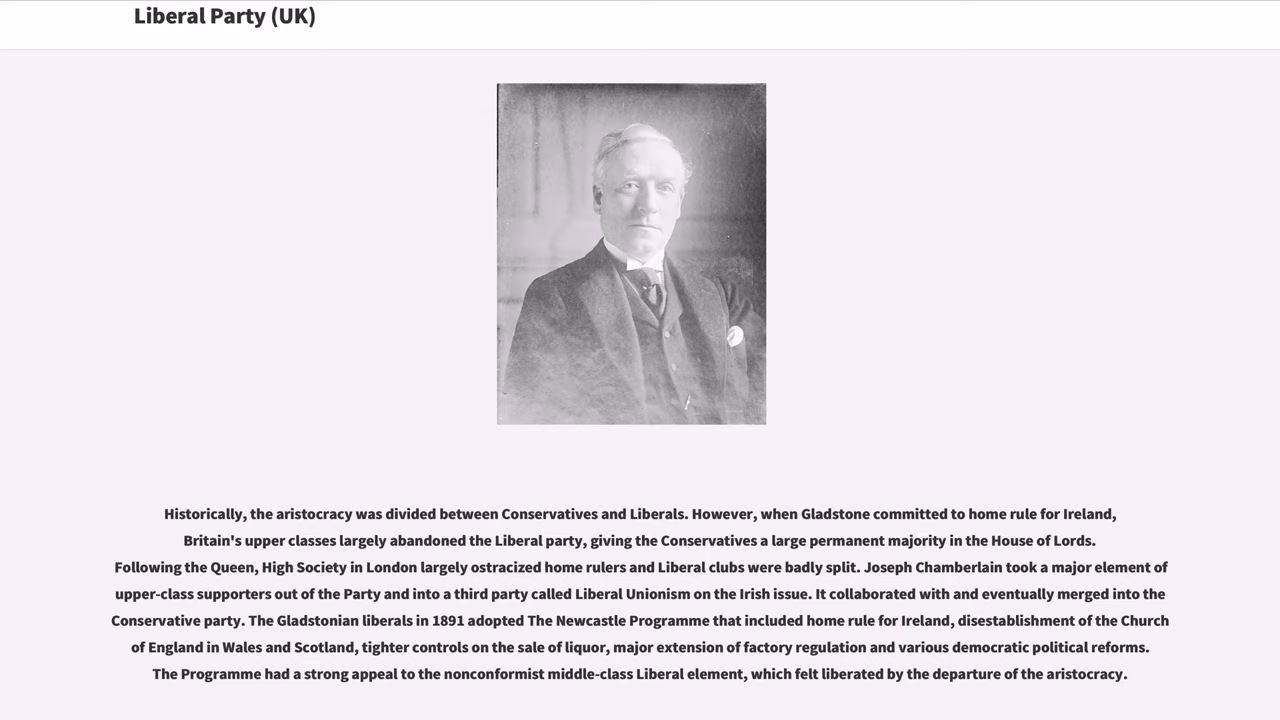 Liberal Party (UK)
Historically, the aristocracy was divided between Conservatives and Liberals. However, when Gladstone committed to home rule for Ireland,
Britain's upper classes largely abandoned the Liberal party, giving the Conservatives a large permanent majority in the House of Lords.
Following the Queen, High Society in London largely ostracized home rulers and Liberal clubs were badly split. Joseph Chamberlain took a major element of
upper-class supporters out of the Party and into a third party called Liberal Unionism on the Irish issue. It collaborated with and eventually merged into the
Conservative party. The Gladstonian liberals in 1891 adopted The Newcastle Programme that included home rule for Ireland, disestablishment of the Church
of England in Wales and Scotland, tighter controls on the sale of liquor, major extension of factory regulation and various democratic political reforms.
The Programme had a strong appeal to the nonconformist middle-class Liberal element, which felt liberated by the departure of the aristocracy.